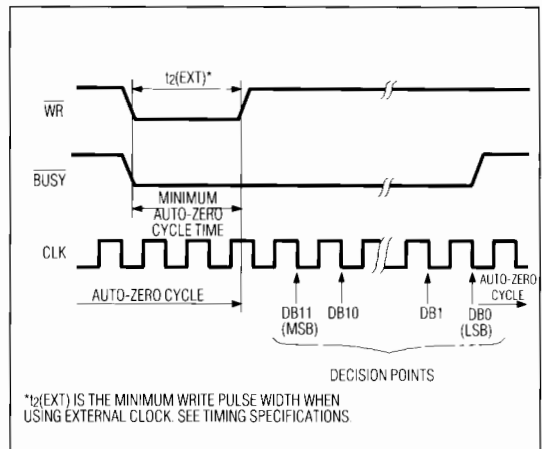 t2(EXT)*
WR
BUSY
MINIMUM
AUTO-ZERO
CYCLE TIME
CLK
AUTO-ZERO CYCLE
AUTO-ZERO
CYCLE
DB11
(MSB)
DB10
DB1
DB0
(LSB)
DECISION POINTS
*t2(EXT) IS THE MINIMUM WRITE PULSE WIDTH WHEN
USING EXTERNAL CLOCK. SEE TIMING SPECIFICATIONS.